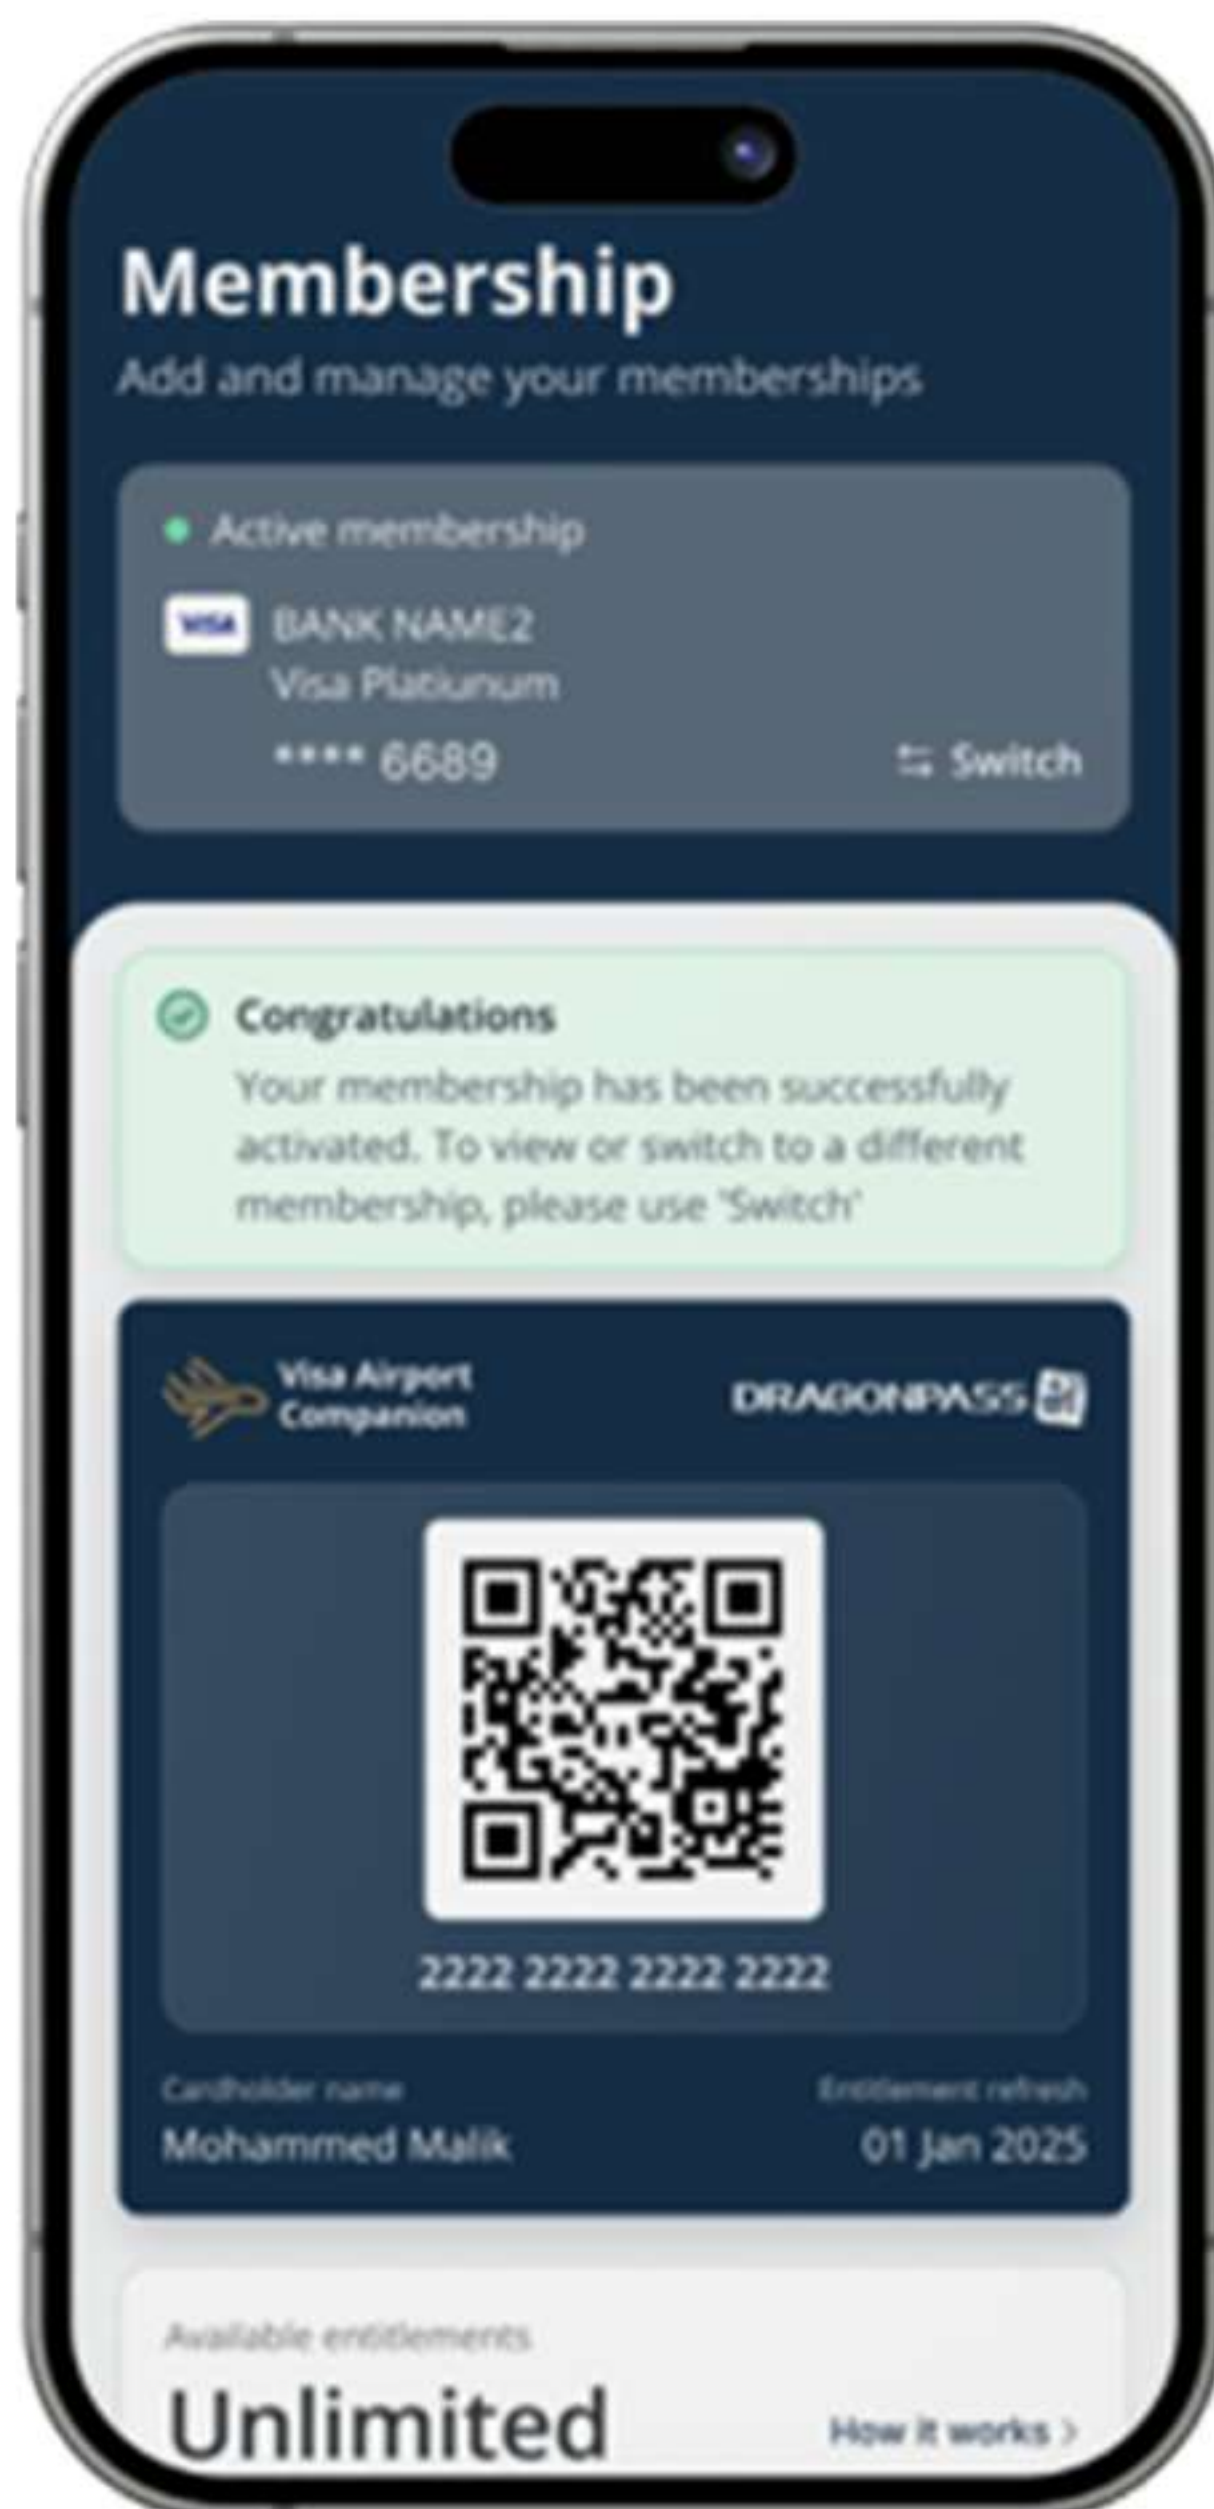 Membership
Add and manage your memberships
Active membership
VISA
BANK NAME2
Visa Platiunum
**** 6689
Switch
Congratulations
Your membership has been successfully
activated. To view or switch to a different
membership, please use 'Switch'
Visa Airport
Companion
DRAGONPASS
2222 2222 2222 2222
Cardholder name
Entitlement refresh
Mohammed Malik
01 Jan 2025
Available entitlements
Unlimited
How it works >